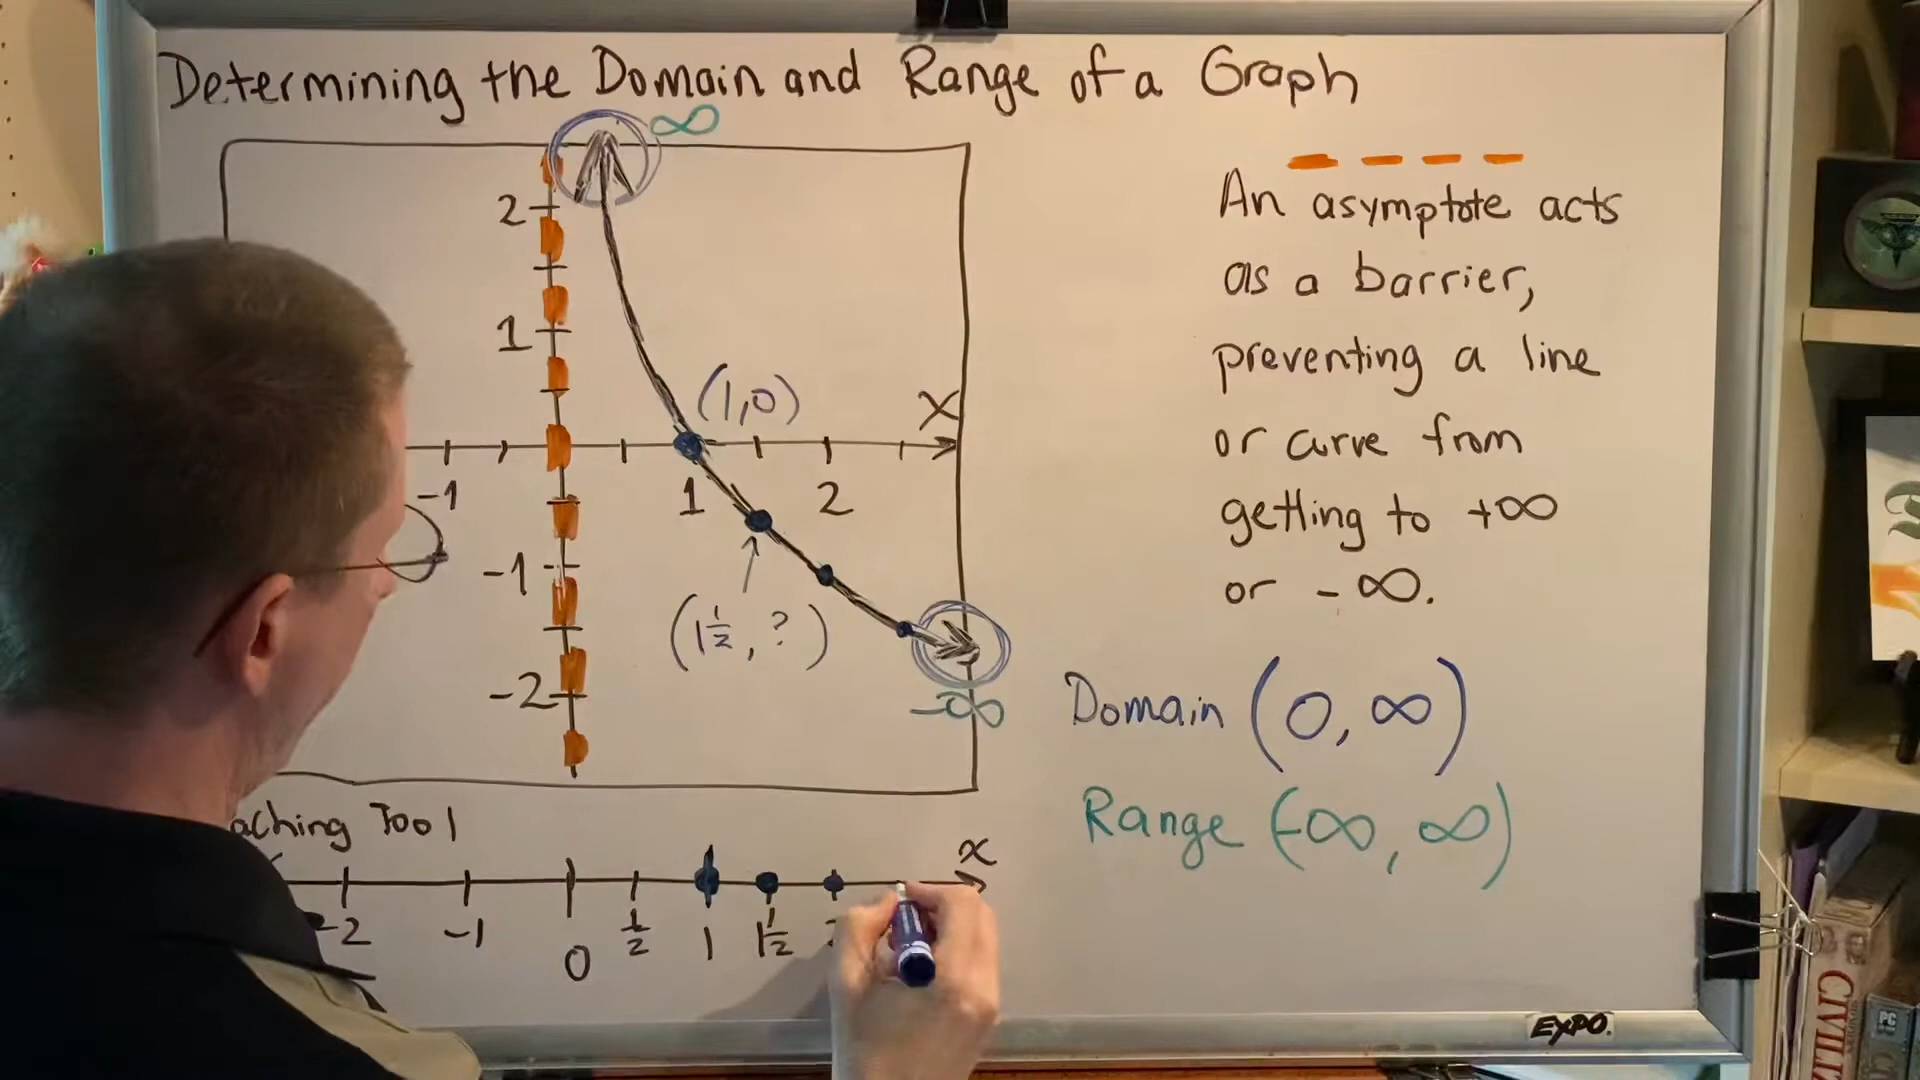 Determining the Domain and Range of a Graph
∞
2
1
(1,0)
X
-1
1
2
-1
(1½, ?)
-2
-∞
An asymptote acts
as a barrier,
preventing a line
or curve from
getting to +∞
or -∞.
Domain (0, ∞)
Range (-∞, ∞)
Tool
x
-2
-1
0
½
1
1½
EXPO.
PC